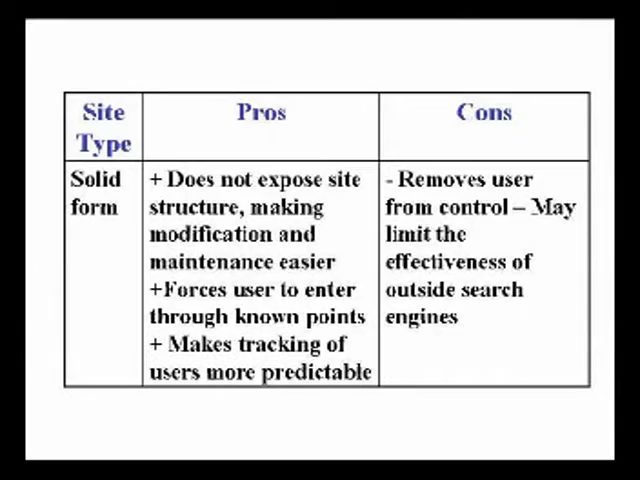 Site Type
Pros
Cons
Solid form
+ Does not expose site
structure, making
modification and
maintenance easier
+Forces user to enter
through known points
+ Makes tracking of
users more predictable
- Removes user
from control – May
limit the
effectiveness of
outside search
engines